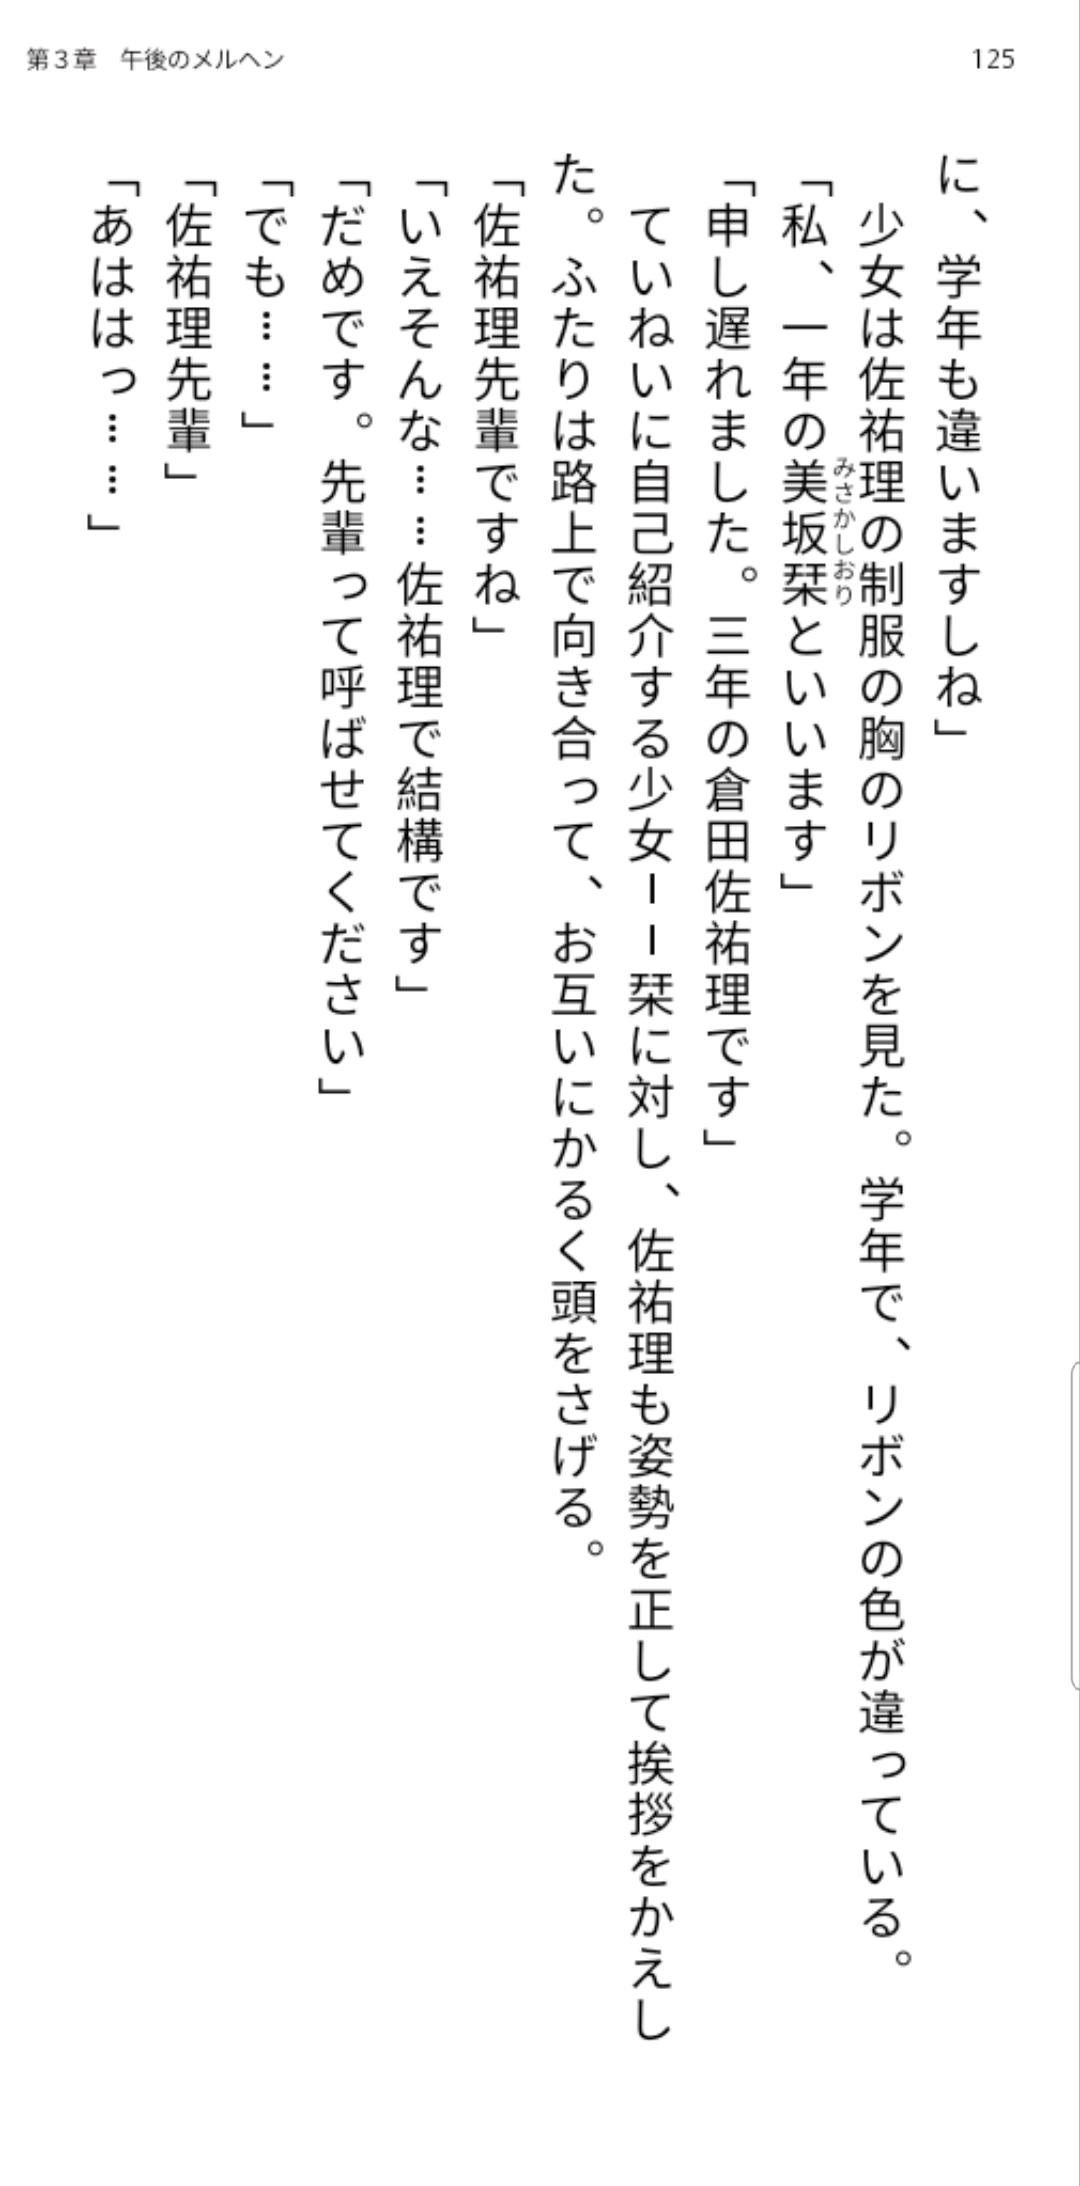 第３章　午後のメルヘン
125
に、学年も違いますしね」
　少女は佐祐理の制服の胸のリボンを見た。学年で、リボンの色が違っている。
「私、一年の美坂栞といいます」
みさかしおり
「申し遅れました。三年の倉田佐祐理です」
　ていねいに自己紹介する少女――栞に対し、佐祐理も姿勢を正して挨拶をかえし
た。ふたりは路上で向き合って、お互いにかるく頭をさげる。
「佐祐理先輩ですね」
「いえそんな……佐祐理で結構です」
「だめです。先輩って呼ばせてください」
「でも……」
「佐祐理先輩」
「あははっ……」